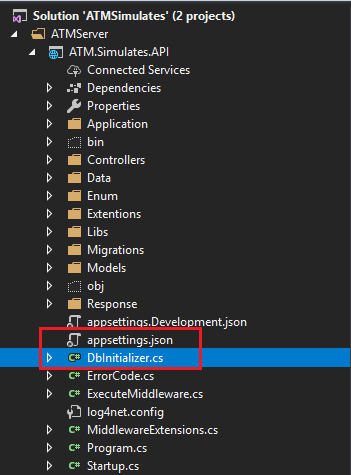 Solution 'ATMSimulates' (2 projects)
ATMServer
ATM.Simulates.API
Connected Services
Dependencies
Properties
Application
bin
Controllers
Data
Enum
Extentions
Libs
Migrations
Models
obj
Response
appsettings.Development.json
appsettings.json
C# DbInitializer.cs
C# ErrorCode.cs
C# ExecuteMiddleware.cs
log4net.config
C# MiddlewareExtensions.cs
C# Program.cs
C# Startup.cs